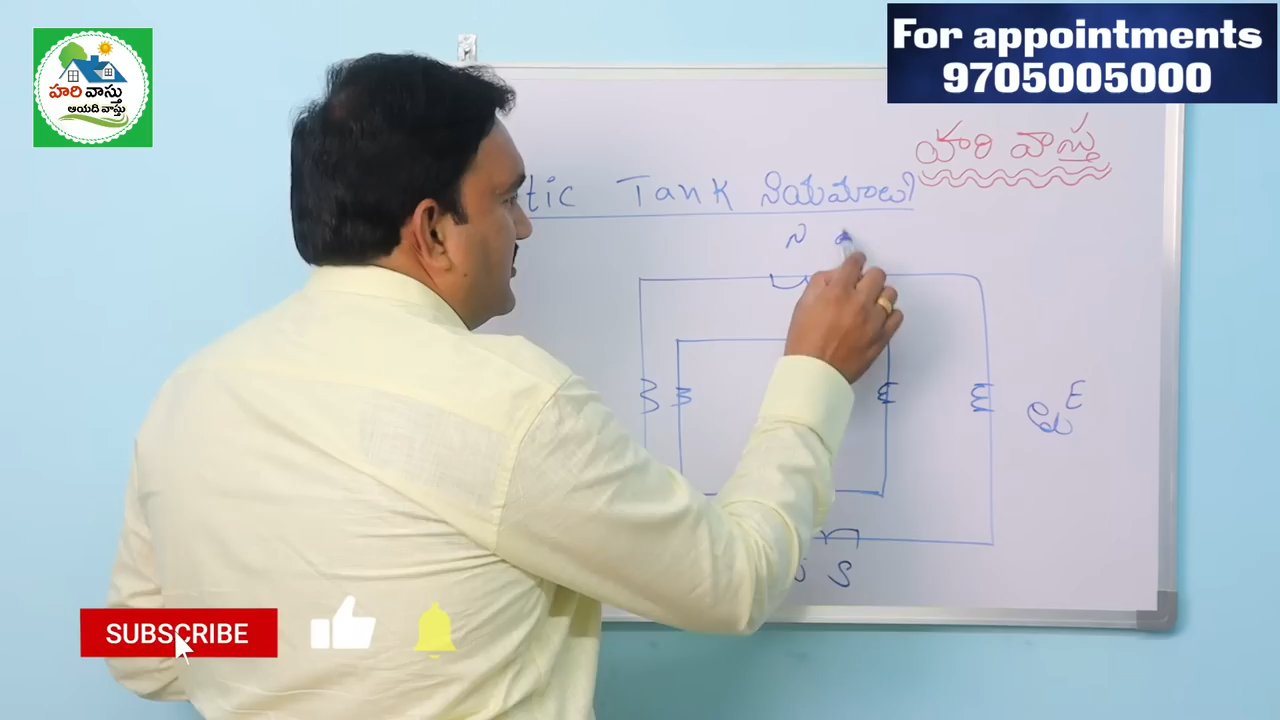 For appointments
9705005000
హరి వాస్తు
ఆయది వాస్తు
హరి వాస్తు
tic Tank నియమాలు?
N
E
తూ
S
SUBSCRIBE